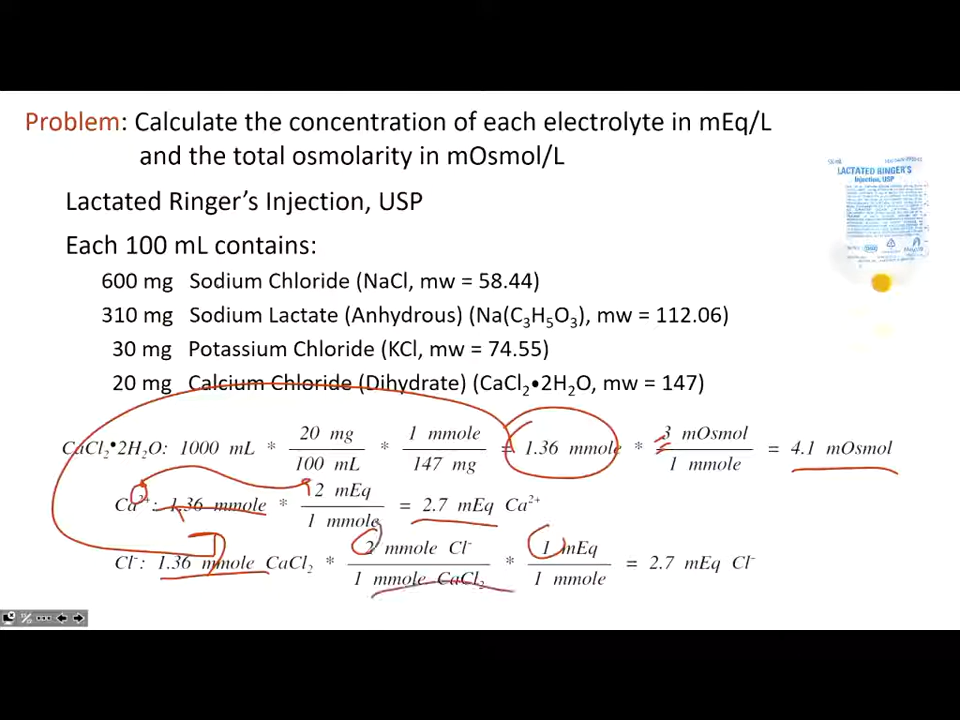 Problem: Calculate the concentration of each electrolyte in mEq/L
and the total osmolarity in mOsmol/L
LACTATED RINGER'S
Injection, USP
Lactated Ringer's Injection, USP
Each 100 mL contains:
600 mg Sodium Chloride (NaCl, mw = 58.44)
310 mg Sodium Lactate (Anhydrous) (Na(C₃H₅O₃), mw = 112.06)
30 mg Potassium Chloride (KCl, mw = 74.55)
20 mg Calcium Chloride (Dihydrate) (CaCl₂•2H₂O, mw = 147)
CaCl₂•2H₂O: 1000 mL * 20 mg / 100 mL * 1 mmole / 147 mg = 1.36 mmole * 3 mOsmol / 1 mmole = 4.1 mOsmol
Ca²⁺: 1.36 mmole * 2 mEq / 1 mmole = 2.7 mEq Ca²⁺
Cl⁻: 1.36 mmole CaCl₂ * 2 mmole Cl⁻ / 1 mmole CaCl₂ * 1 mEq / 1 mmole = 2.7 mEq Cl⁻